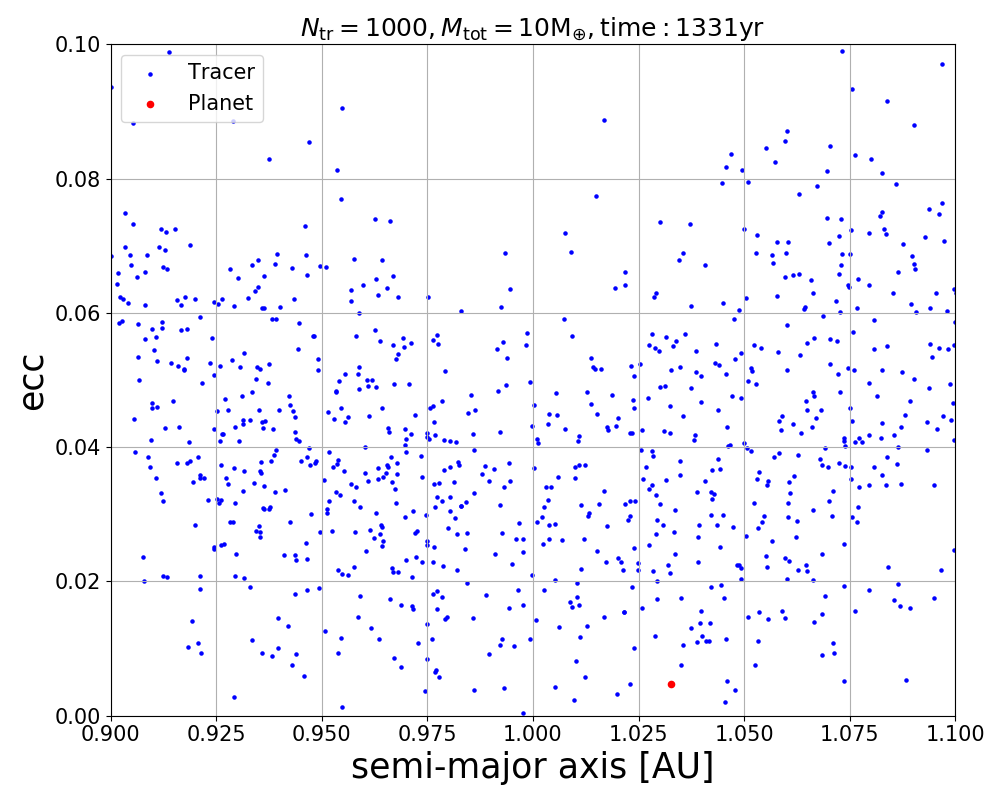 N_tr = 1000, M_tot = 10M_⊕, time : 1331yr
0.10
Tracer
Planet
0.08
0.06
ecc
0.04
0.02
0.00
0.900 0.925 0.950 0.975 1.000 1.025 1.050 1.075 1.100
semi-major axis [AU]